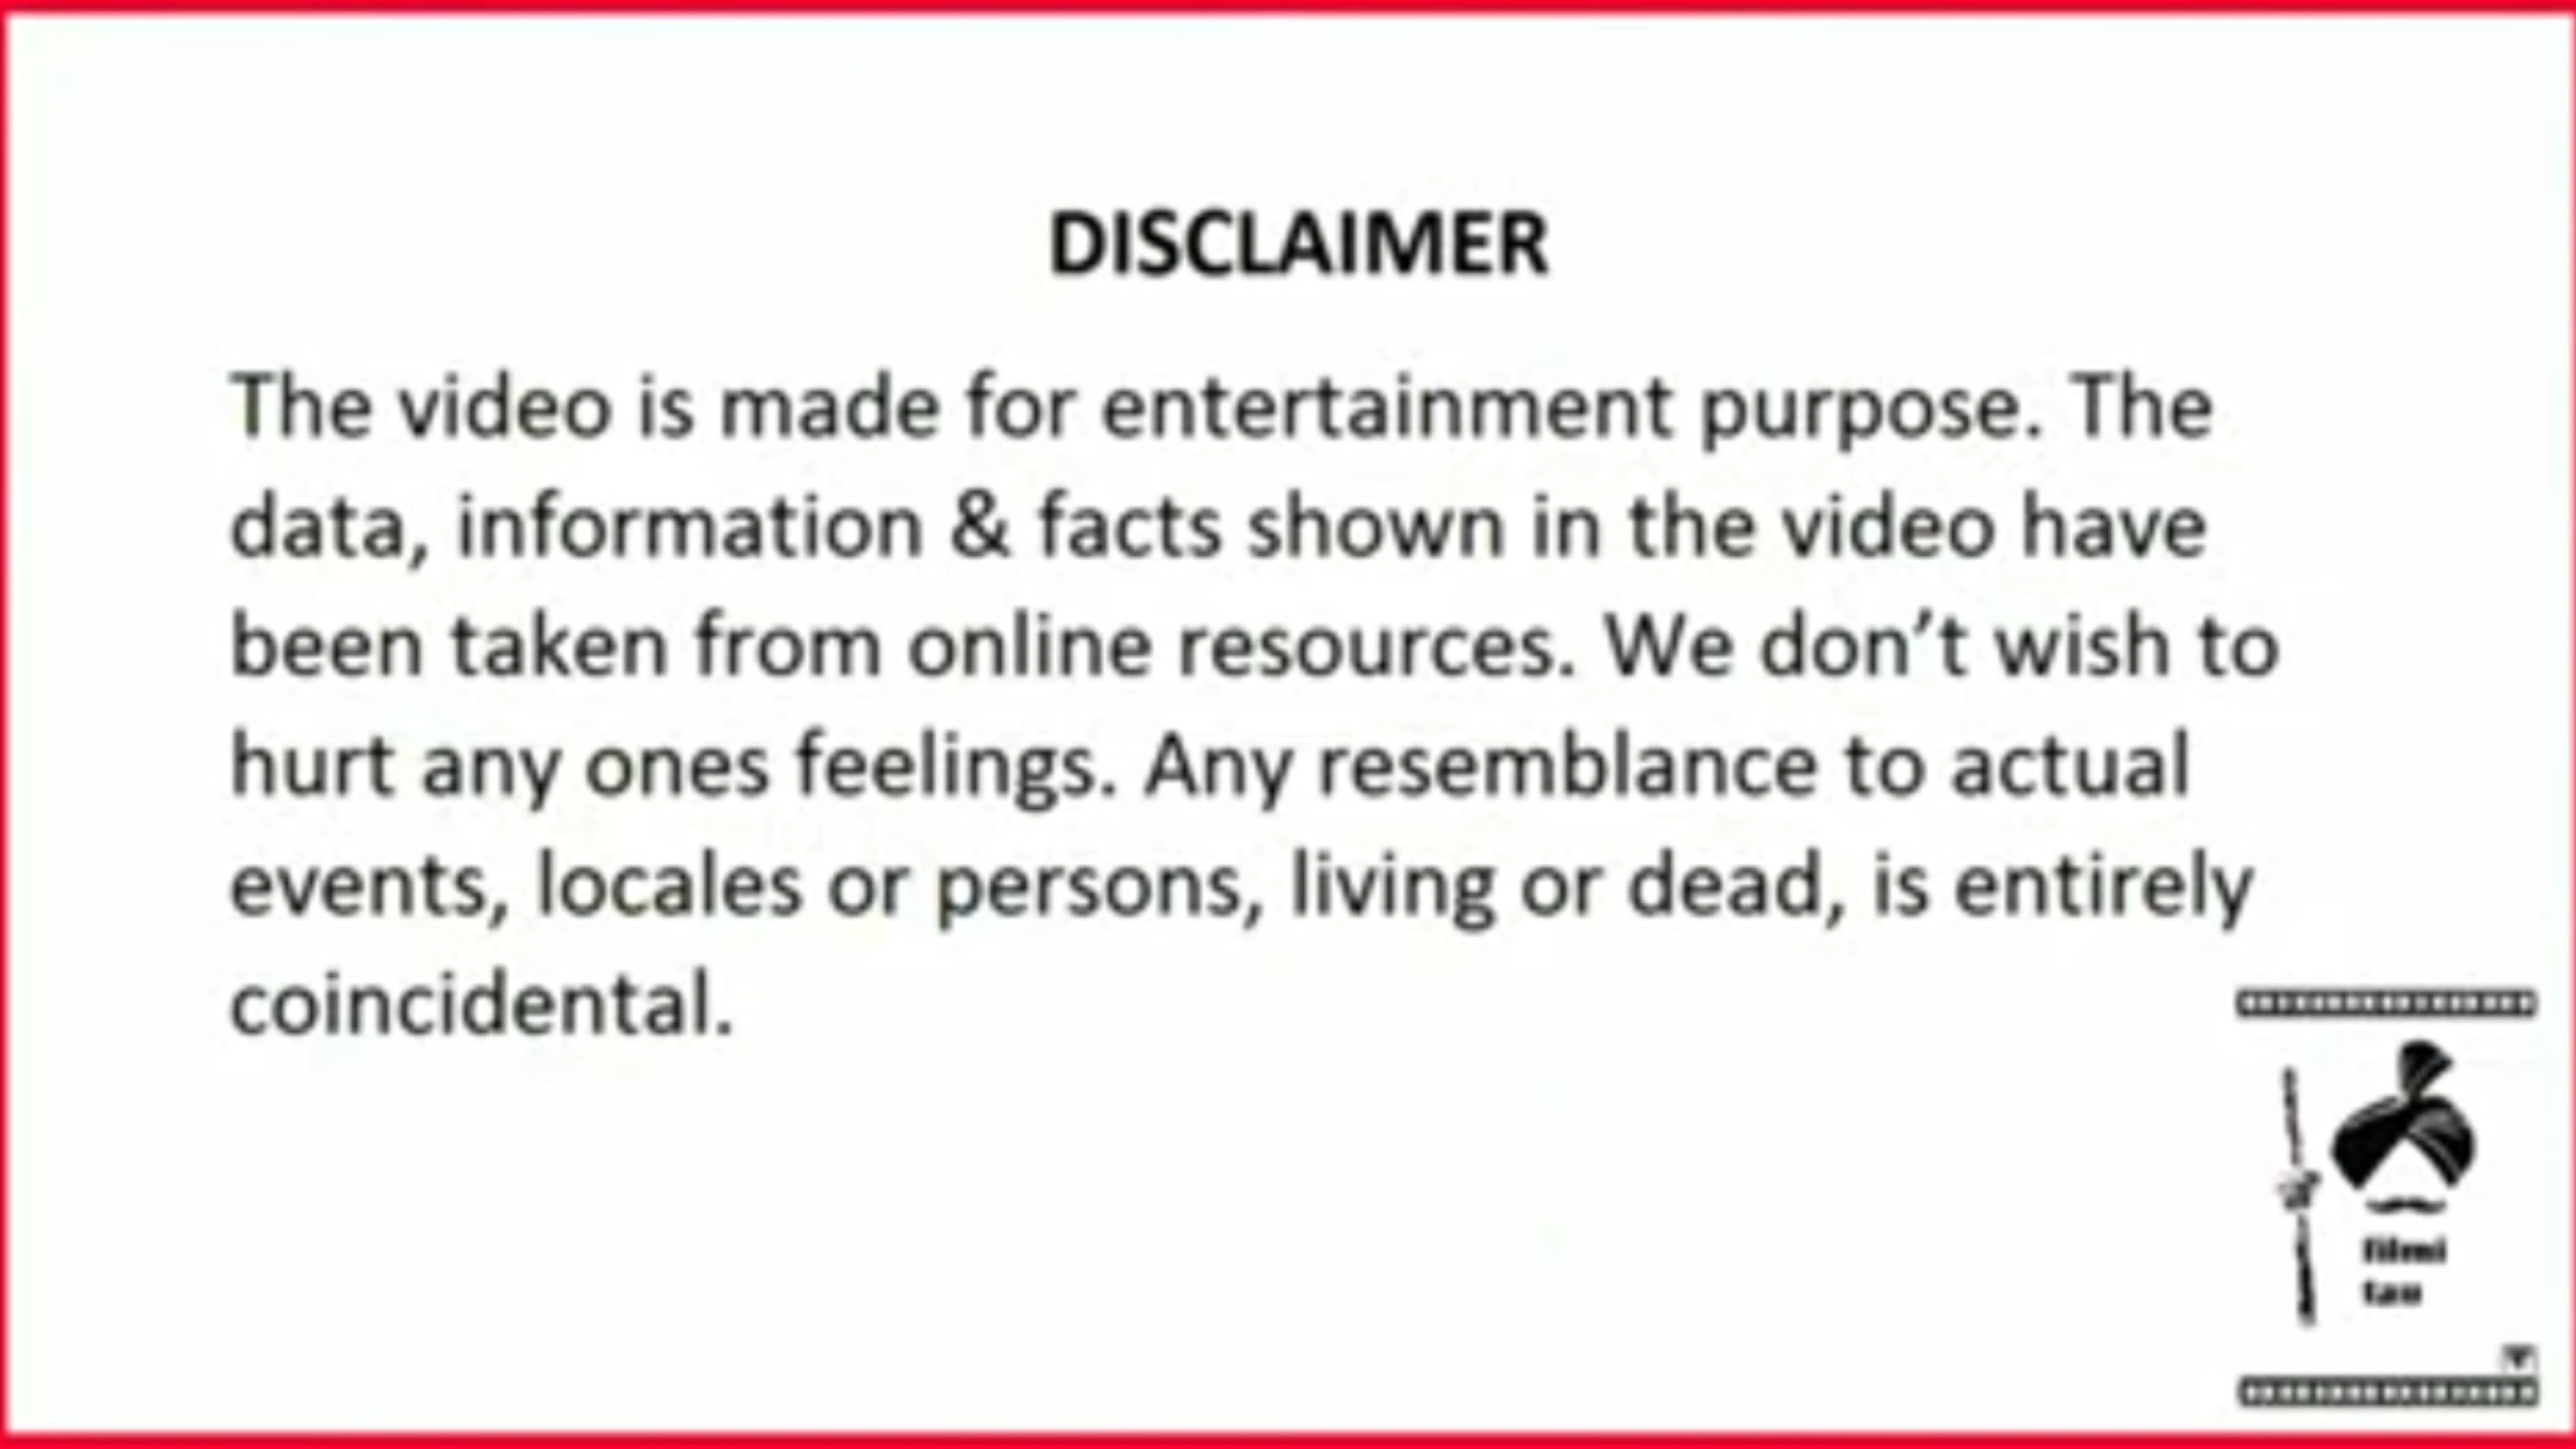 DISCLAIMER
The video is made for entertainment purpose. The
data, information & facts shown in the video have
been taken from online resources. We don’t wish to
hurt any ones feelings. Any resemblance to actual
events, locales or persons, living or dead, is entirely
coincidental.
filmi
tau